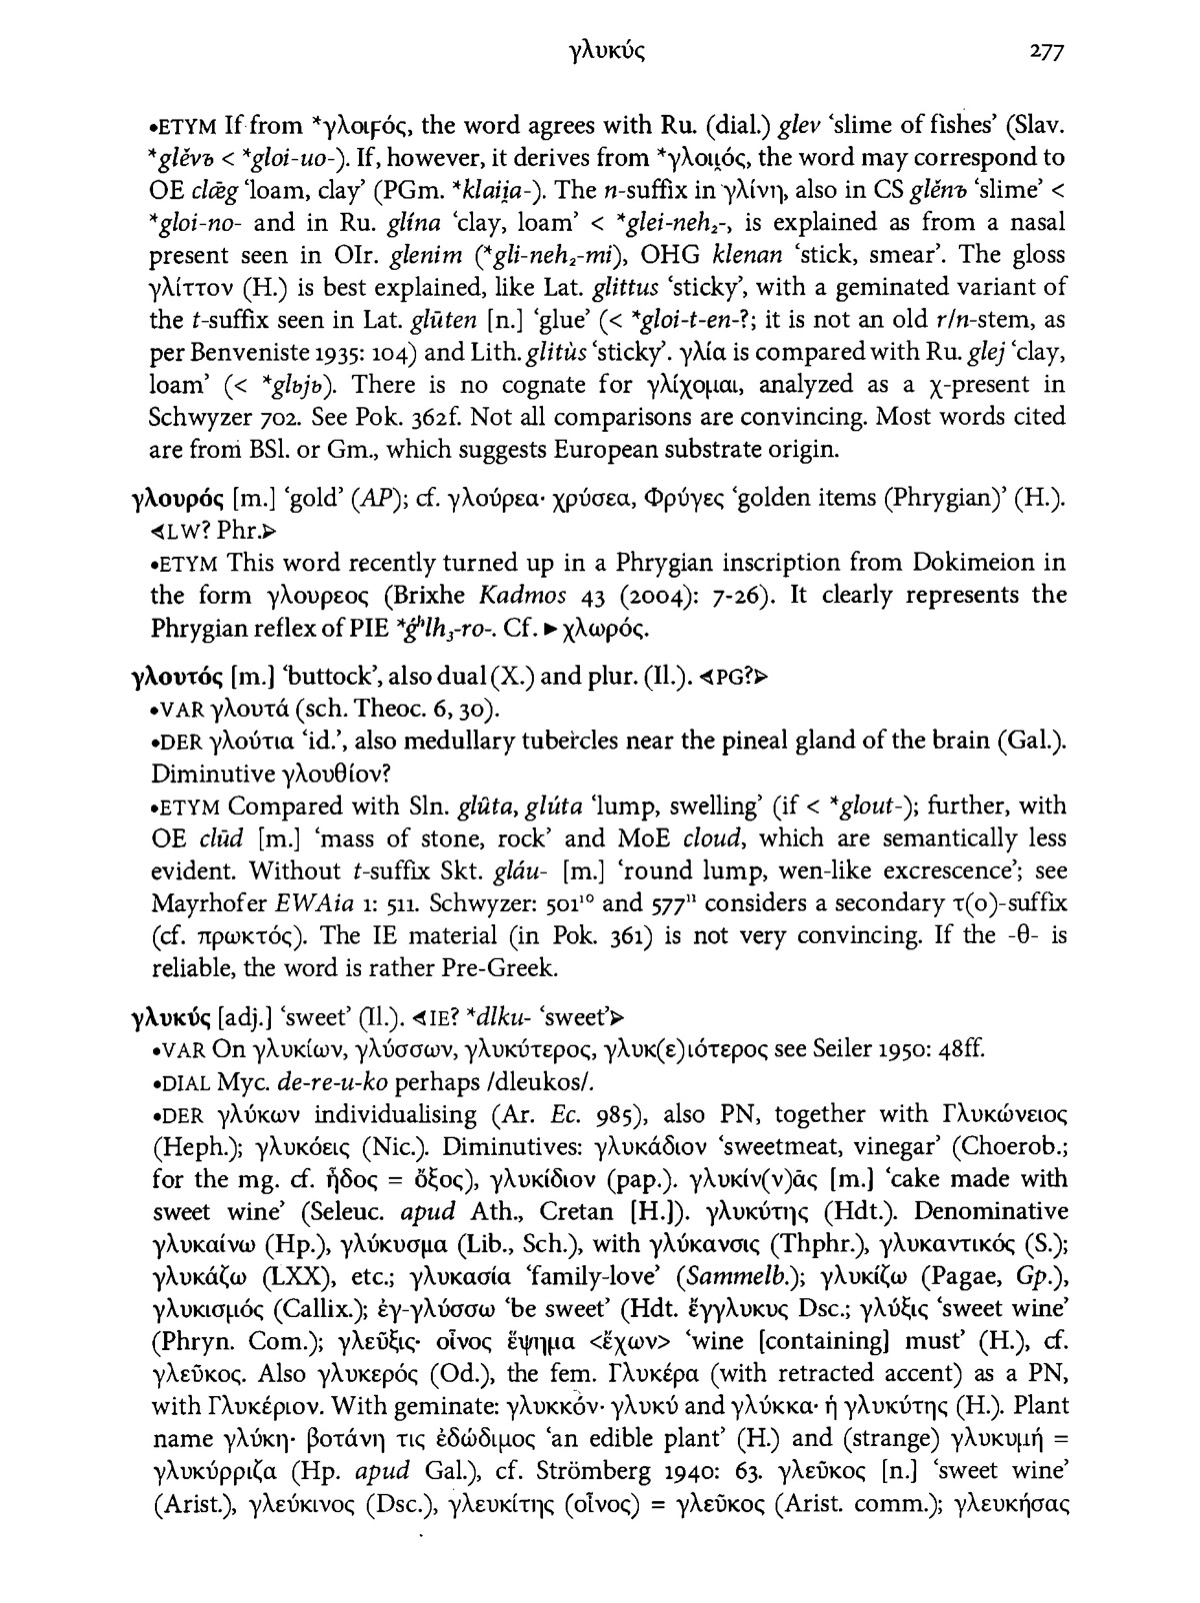 γλυκύς 277
•ETYM If from *γλοιϝός, the word agrees with Ru. (dial.) glev ‘slime of fishes’ (Slav.
*glěvъ < *gloi-uo-). If, however, it derives from *γλοιι̯ός, the word may correspond to
OE clǣg ‘loam, clay’ (PGm. *klaii̯a-). The n-suffix in γλίνη, also in CS glěnъ ‘slime’ <
*gloi-no- and in Ru. glína ‘clay, loam’ < *glei-neh₂-, is explained as from a nasal
present seen in OIr. glenim (*gli-neh₂-mi), OHG klenan ‘stick, smear’. The gloss
γλίττον (H.) is best explained, like Lat. glittus ‘sticky’, with a geminated variant of
the t-suffix seen in Lat. glūten [n.] ‘glue’ (< *gloi-t-en-?; it is not an old r/n-stem, as
per Benveniste 1935: 104) and Lith. glitùs ‘sticky’. γλία is compared with Ru. glej ‘clay,
loam’ (< *glьjь). There is no cognate for γλίχομαι, analyzed as a χ-present in
Schwyzer 702. See Pok. 362f. Not all comparisons are convincing. Most words cited
are from BSl. or Gm., which suggests European substrate origin.
γλουρός [m.] ‘gold’ (AP); cf. γλούρεα· χρύσεα, Φρύγες ‘golden items (Phrygian)’ (H.).
⋖LW? Phr.⋗
•ETYM This word recently turned up in a Phrygian inscription from Dokimeion in
the form γλουρεος (Brixhe Kadmos 43 (2004): 7-26). It clearly represents the
Phrygian reflex of PIE *ǵʰlh₃-ro-. Cf. ►χλωρός.
γλουτός [m.] ‘buttock’, also dual (X.) and plur. (Il.). ⋖PG?⋗
•VAR γλουτά (sch. Theoc. 6, 30).
•DER γλούτια ‘id.’, also medullary tubercles near the pineal gland of the brain (Gal.).
Diminutive γλουθίον?
•ETYM Compared with Sln. glûta, glúta ‘lump, swelling’ (if < *glout-); further, with
OE clūd [m.] ‘mass of stone, rock’ and MoE cloud, which are semantically less
evident. Without t-suffix Skt. gláu- [m.] ‘round lump, wen-like excrescence’; see
Mayrhofer EWAia 1: 511. Schwyzer: 501¹⁰ and 577¹¹ considers a secondary τ(ο)-suffix
(cf. πρωκτός). The IE material (in Pok. 361) is not very convincing. If the -θ- is
reliable, the word is rather Pre-Greek.
γλυκύς [adj.] ‘sweet’ (Il.). ⋖IE? *dlku- ‘sweet’⋗
•VAR On γλυκίων, γλύσσων, γλυκύτερος, γλυκ(ε)ιότερος see Seiler 1950: 48ff.
•DIAL Myc. de-re-u-ko perhaps /dleukos/.
•DER γλύκων individualising (Ar. Ec. 985), also PN, together with Γλυκώνειος
(Heph.); γλυκόεις (Nic.). Diminutives: γλυκάδιον ‘sweetmeat, vinegar’ (Choerob.;
for the mg. cf. ἦδος = ὄξος), γλυκίδιον (pap.). γλυκίν(ν)ᾱς [m.] ‘cake made with
sweet wine’ (Seleuc. apud Ath., Cretan [H.]). γλυκύτης (Hdt.). Denominative
γλυκαίνω (Hp.), γλύκυσμα (Lib., Sch.), with γλύκανσις (Thphr.), γλυκαντικός (S.);
γλυκάζω (LXX), etc.; γλυκασία ‘family-love’ (Sammelb.); γλυκίζω (Pagae, Gp.),
γλυκισμός (Callix.); ἐγ-γλύσσω ‘be sweet’ (Hdt. ἔγγλυκυς Dsc.; γλύξις ‘sweet wine’
(Phryn. Com.); γλεῦξις· οἶνος ἕψημα <ἔχων> ‘wine [containing] must’ (H.), cf.
γλεῦκος. Also γλυκερός (Od.), the fem. Γλυκέρα (with retracted accent) as a PN,
with Γλυκέριον. With geminate: γλυκκόν· γλυκύ and γλύκκα· ἡ γλυκύτης (H.). Plant
name γλύκη· βοτάνη τις ἐδώδιμος ‘an edible plant’ (H.) and (strange) γλυκυμή =
γλυκύρριζα (Hp. apud Gal.), cf. Strömberg 1940: 63. γλεῦκος [n.] ‘sweet wine’
(Arist.), γλεύκινος (Dsc.), γλευκίτης (οἶνος) = γλεῦκος (Arist. comm.); γλευκήσας